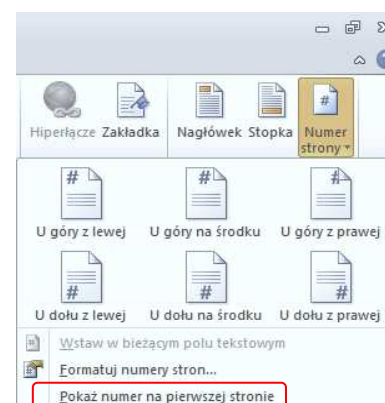 Hiperłącze Zakładka Nagłówek Stopka Numer
strony
U góry z lewej U góry na środku U góry z prawej
U dołu z lewej U dołu na środku U dołu z prawej
Wstaw w bieżącym polu tekstowym
Formatuj numery stron...
Pokaż numer na pierwszej stronie